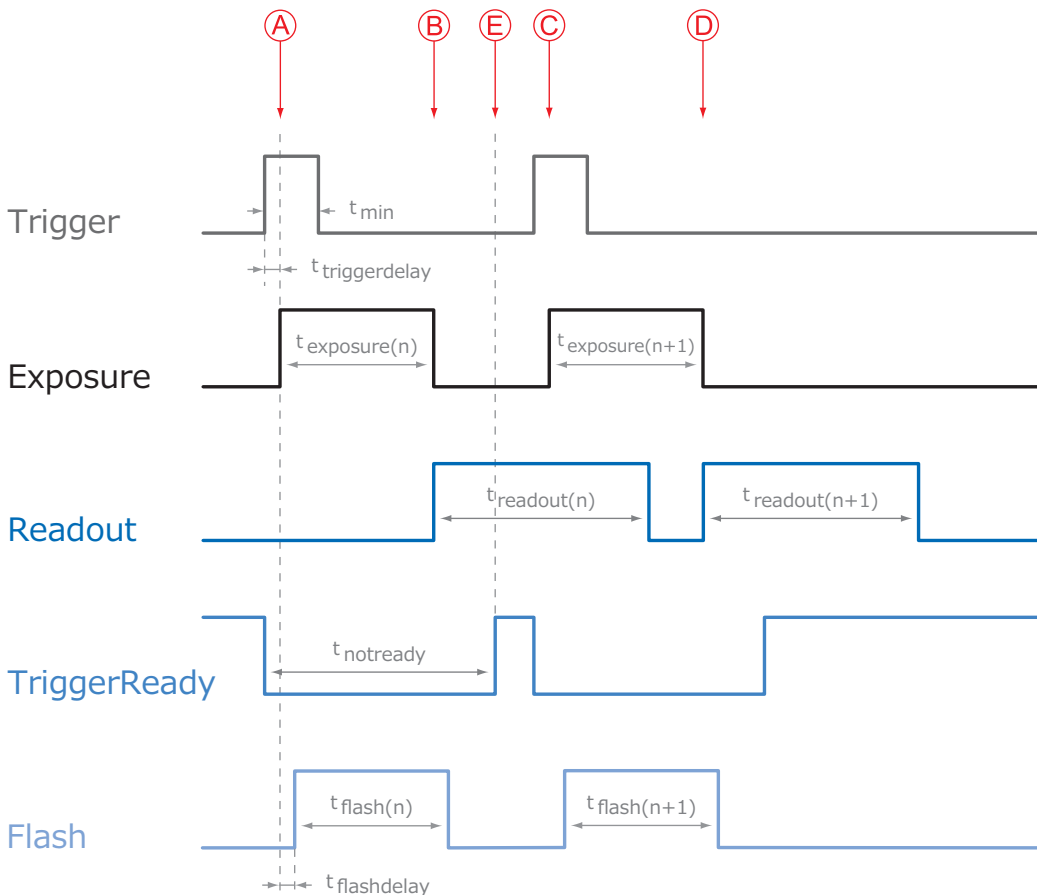 A B E C D
Trigger
t min
t triggerdelay
Exposure
t exposure(n)
t exposure(n+1)
Readout
t readout(n)
t readout(n+1)
TriggerReady
t notready
Flash
t flash(n)
t flash(n+1)
t flashdelay